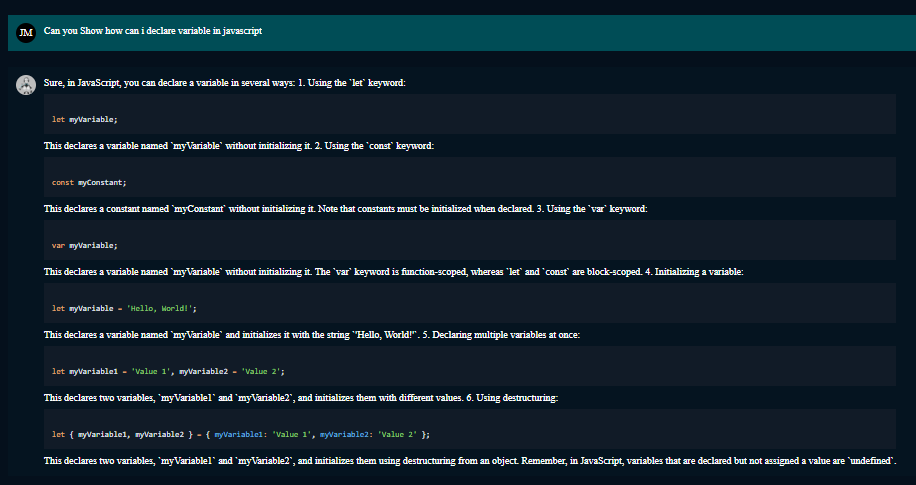 JM Can you Show how can i declare variable in javascript
Sure, in JavaScript, you can declare a variable in several ways: 1. Using the `let` keyword:
let myVariable;
This declares a variable named `myVariable` without initializing it. 2. Using the `const` keyword:
const myConstant;
This declares a constant named `myConstant` without initializing it. Note that constants must be initialized when declared. 3. Using the `var` keyword:
var myVariable;
This declares a variable named `myVariable` without initializing it. The `var` keyword is function-scoped, whereas `let` and `const` are block-scoped. 4. Initializing a variable:
let myVariable = 'Hello, World!';
This declares a variable named `myVariable` and initializes it with the string `"Hello, World!"`. 5. Declaring multiple variables at once:
let myVariable1 = 'Value 1', myVariable2 = 'Value 2';
This declares two variables, `myVariable1` and `myVariable2`, and initializes them with different values. 6. Using destructuring:
let { myVariable1, myVariable2 } = { myVariable1: 'Value 1', myVariable2: 'Value 2' };
This declares two variables, `myVariable1` and `myVariable2`, and initializes them using destructuring from an object. Remember, in JavaScript, variables that are declared but not assigned a value are `undefined`.